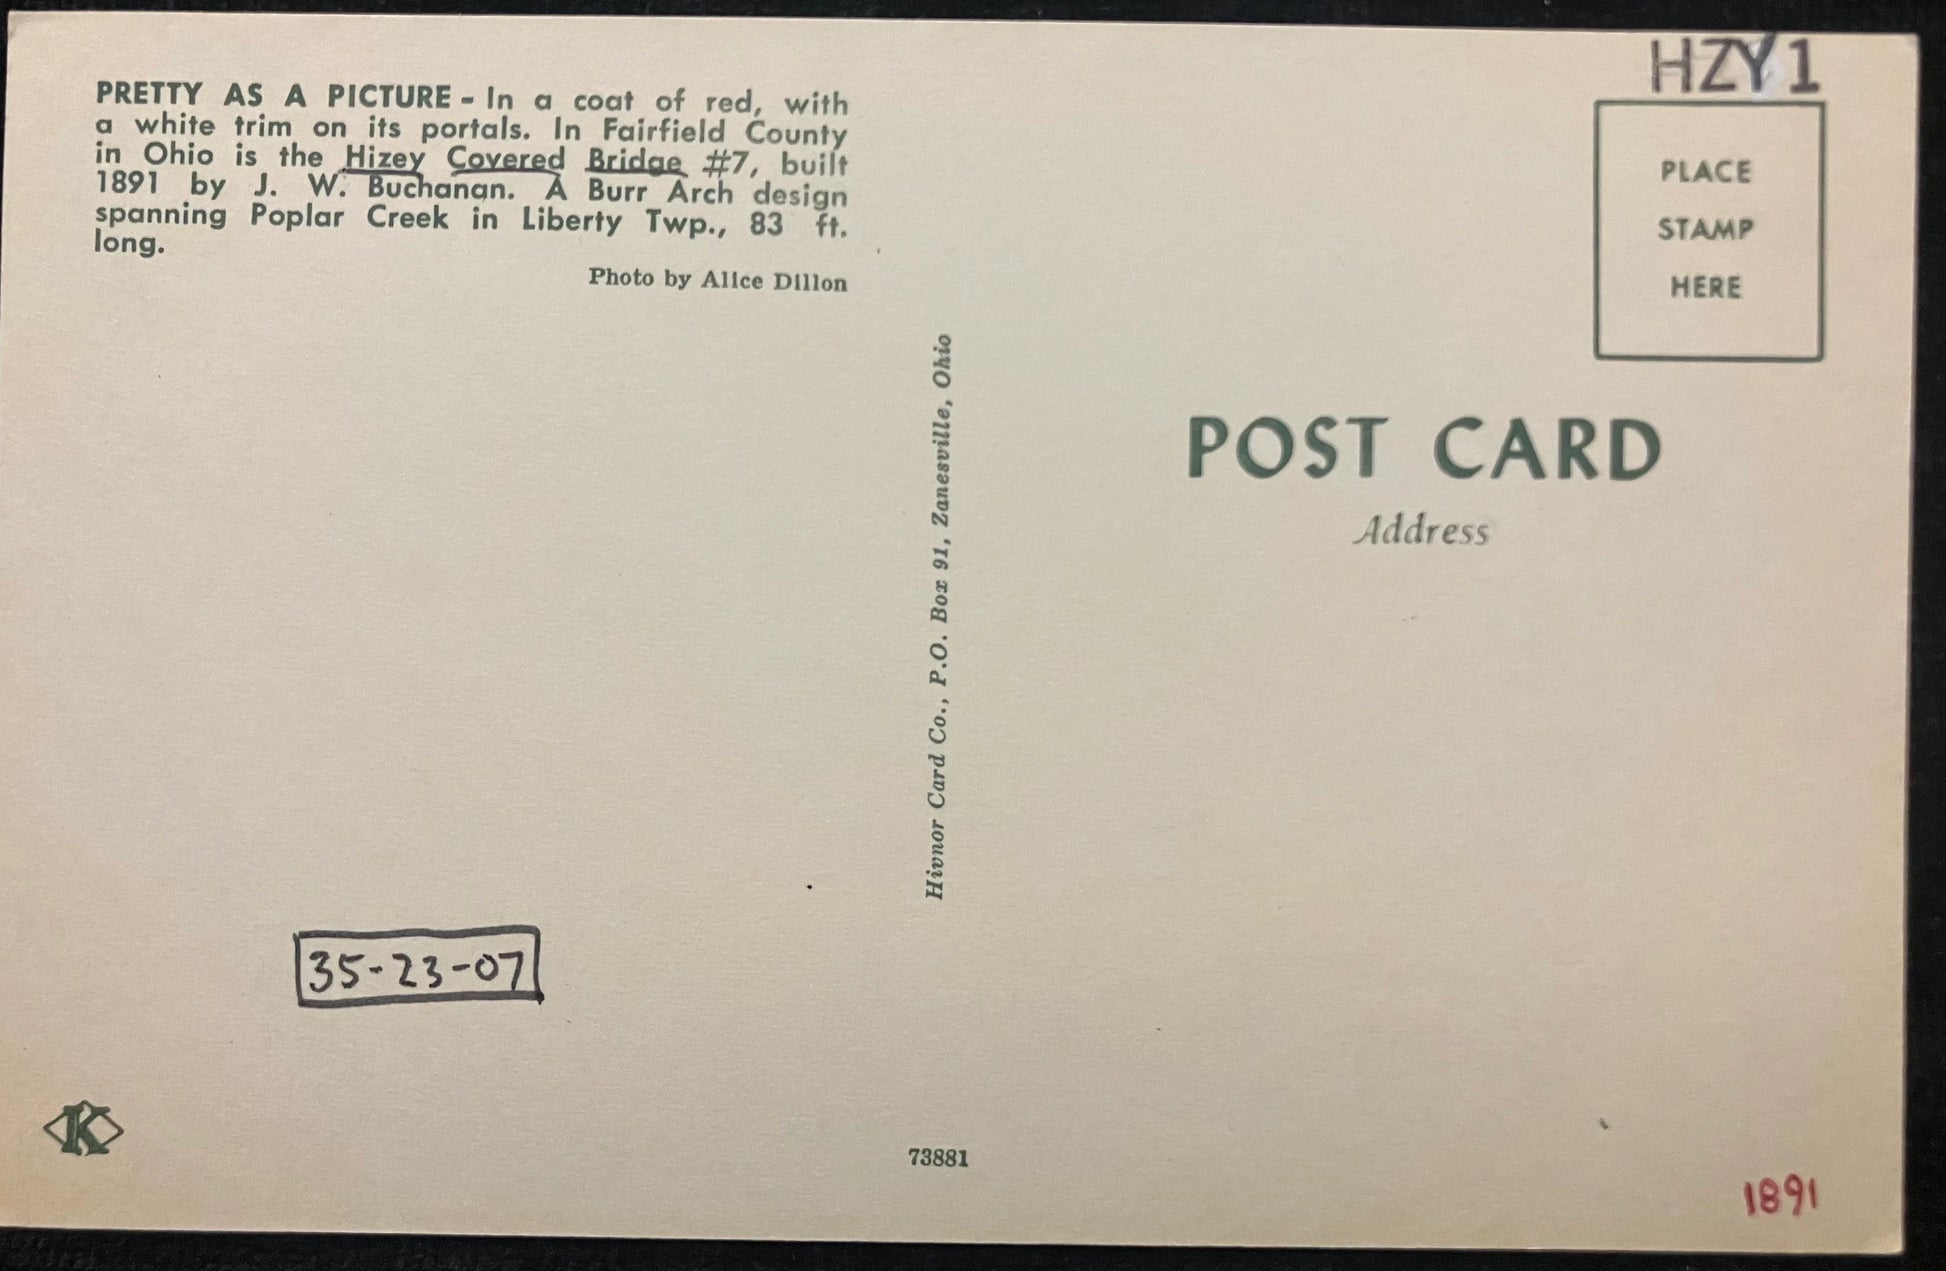 PRETTY AS A PICTURE - In a coat of red, with
a white trim on its portals. In Fairfield County
in Ohio is the Hizey Covered Bridge #7, built
1891 by J. W. Buchanan. A Burr Arch design
spanning Poplar Creek in Liberty Twp., 83 ft.
long.
Photo by Alice Dillon
35-23-07
K
Hivnor Card Co., P.O. Box 91, Zanesville, Ohio
73881
HZY1
PLACE
STAMP
HERE
POST CARD
Address
1891